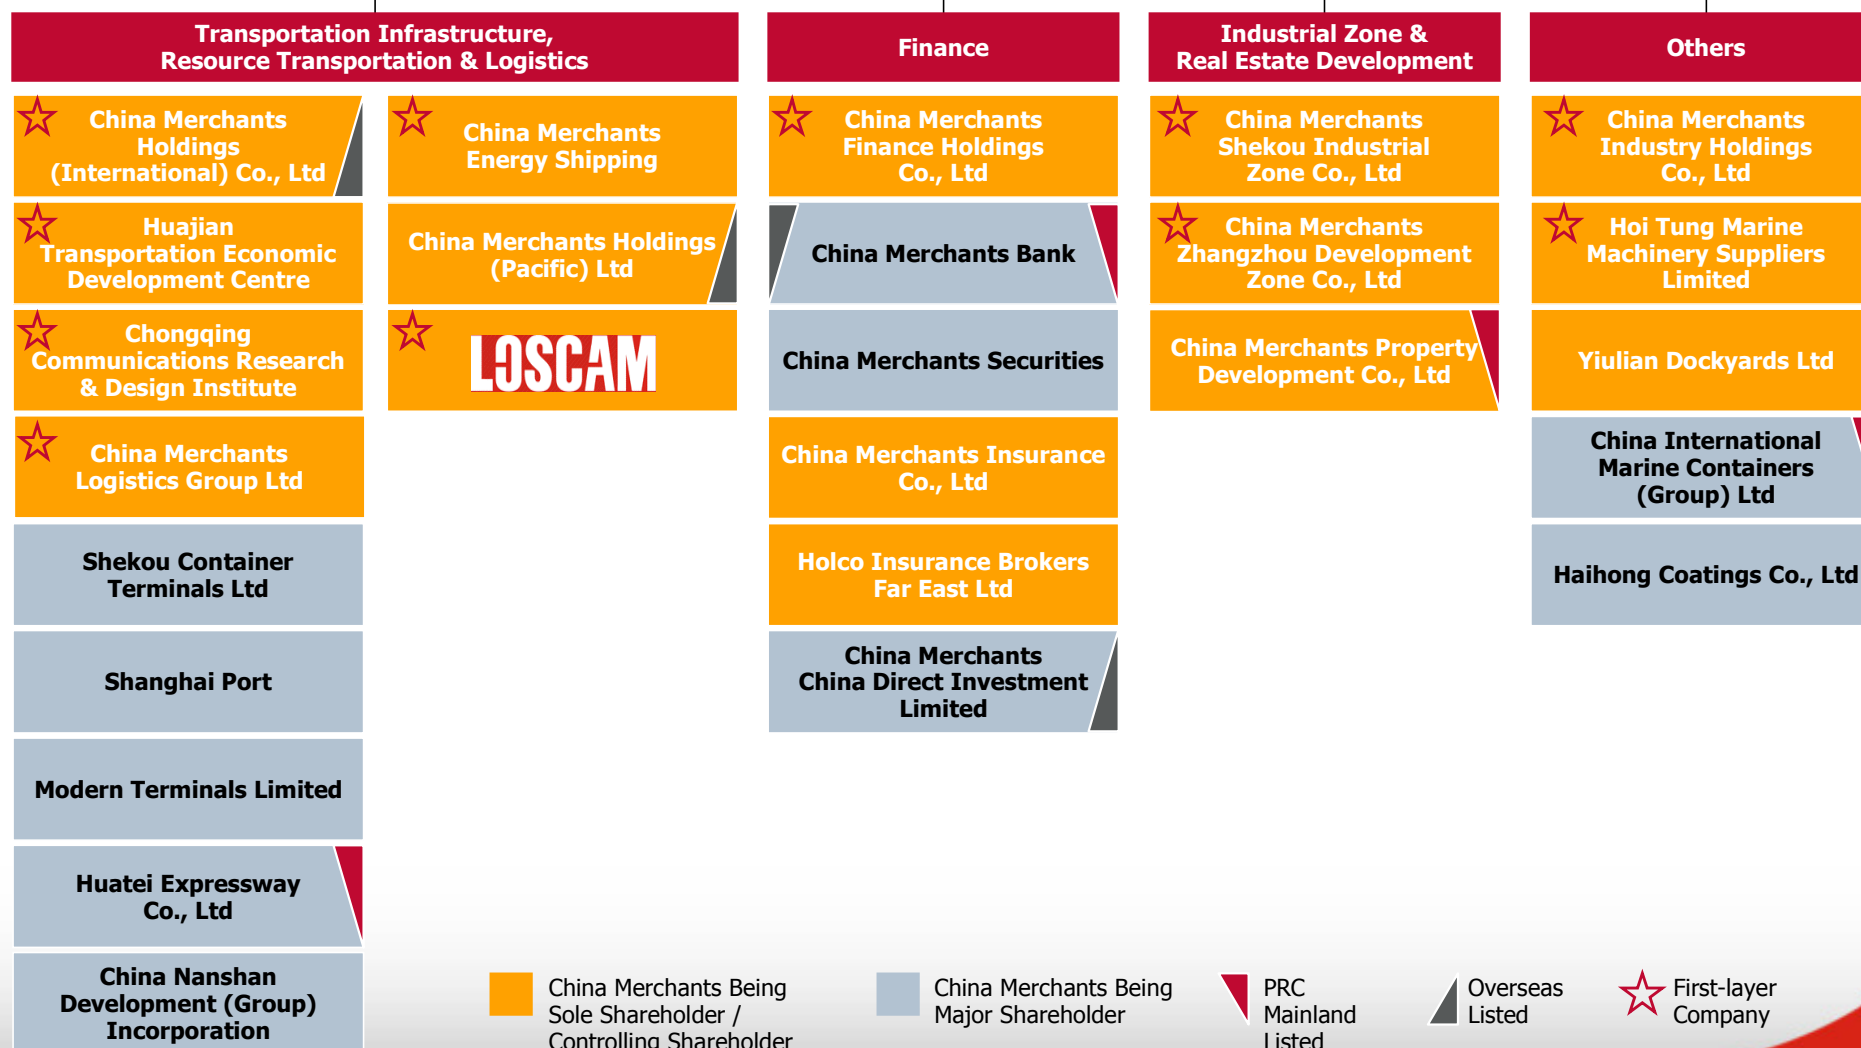 Transportation Infrastructure,
Resource Transportation & Logistics
Finance
Industrial Zone &
Real Estate Development
Others
China Merchants
Holdings
(International) Co., Ltd
Huajian
Transportation Economic
Development Centre
Chongqing
Communications Research
& Design Institute
China Merchants
Logistics Group Ltd
Shekou Container
Terminals Ltd
Shanghai Port
Modern Terminals Limited
Huatei Expressway
Co., Ltd
China Nanshan
Development (Group)
Incorporation
China Merchants
Energy Shipping
China Merchants Holdings
(Pacific) Ltd
LOSCAM
China Merchants
Finance Holdings
Co., Ltd
China Merchants Bank
China Merchants Securities
China Merchants Insurance
Co., Ltd
Holco Insurance Brokers
Far East Ltd
China Merchants
China Direct Investment
Limited
China Merchants
Shekou Industrial
Zone Co., Ltd
China Merchants
Zhangzhou Development
Zone Co., Ltd
China Merchants Property
Development Co., Ltd
China Merchants
Industry Holdings
Co., Ltd
Hoi Tung Marine
Machinery Suppliers
Limited
Yiulian Dockyards Ltd
China International
Marine Containers
(Group) Ltd
Haihong Coatings Co., Ltd
China Merchants Being
Sole Shareholder /
Controlling Shareholder
China Merchants Being
Major Shareholder
PRC
Mainland
Listed
Overseas
Listed
First-layer
Company